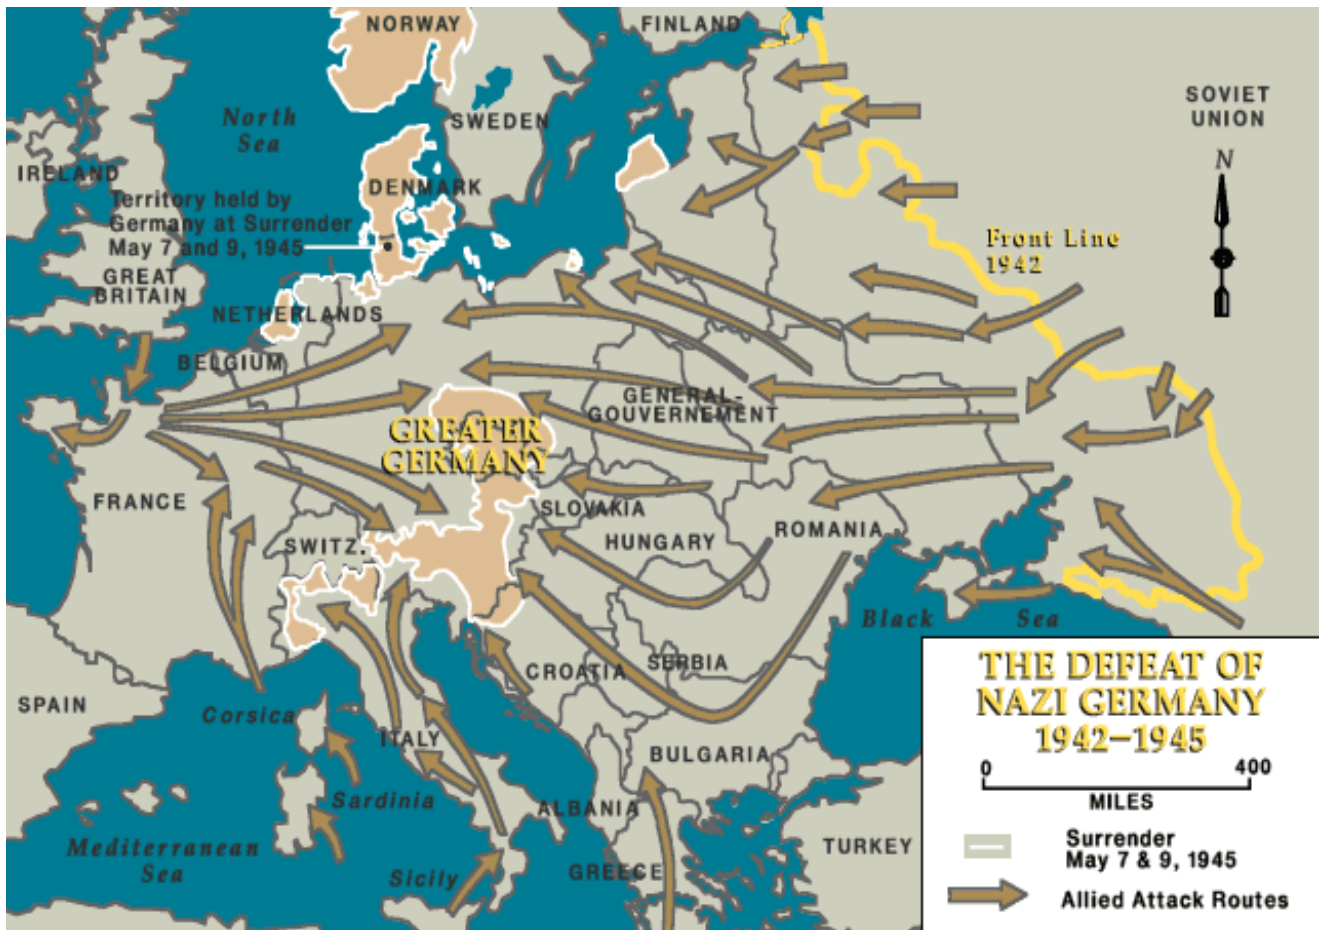 NORWAY
FINLAND
SOVIET
UNION
North
Sea
SWEDEN
N
IRELAND
DENMARK
Territory held by
Germany at Surrender
May 7 and 9, 1945
Front Line
1942
GREAT
BRITAIN
NETHERLANDS
BELGIUM
GENERAL-
GOUVERNEMENT
GREATER
GERMANY
FRANCE
SLOVAKIA
SWITZ.
HUNGARY
ROMANIA
Black Sea
CROATIA
SERBIA
SPAIN
Corsica
ITALY
BULGARIA
Sardinia
ALBANIA
Mediterranean
Sea
Sicily
GREECE
TURKEY
THE DEFEAT OF
NAZI GERMANY
1942–1945
0 400
MILES
Surrender
May 7 & 9, 1945
Allied Attack Routes